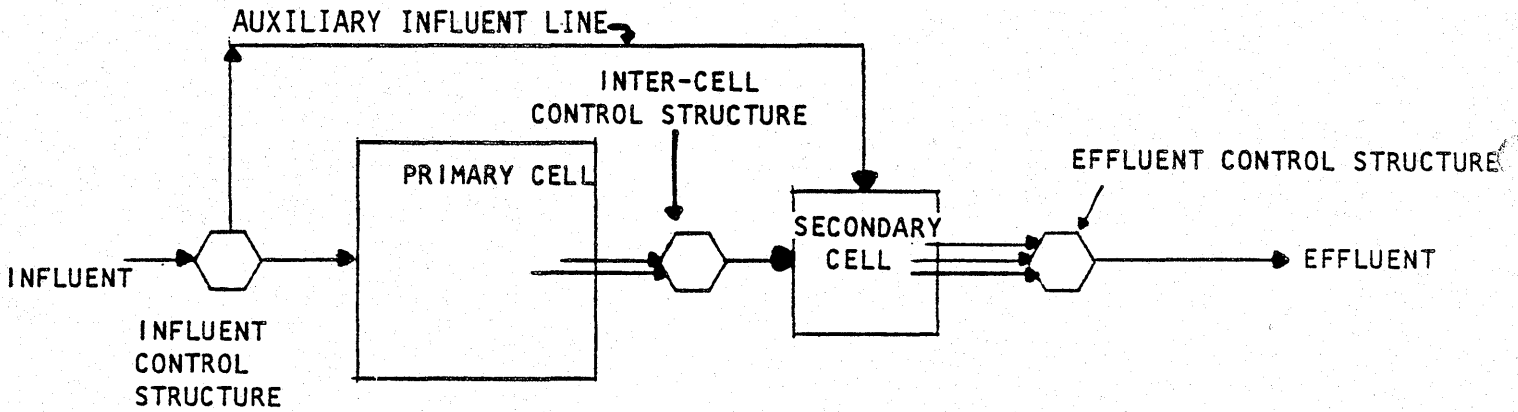 AUXILIARY INFLUENT LINE
INTER-CELL
CONTROL STRUCTURE
EFFLUENT CONTROL STRUCTURE
PRIMARY CELL
SECONDARY
CELL
INFLUENT
EFFLUENT
INFLUENT
CONTROL
STRUCTURE